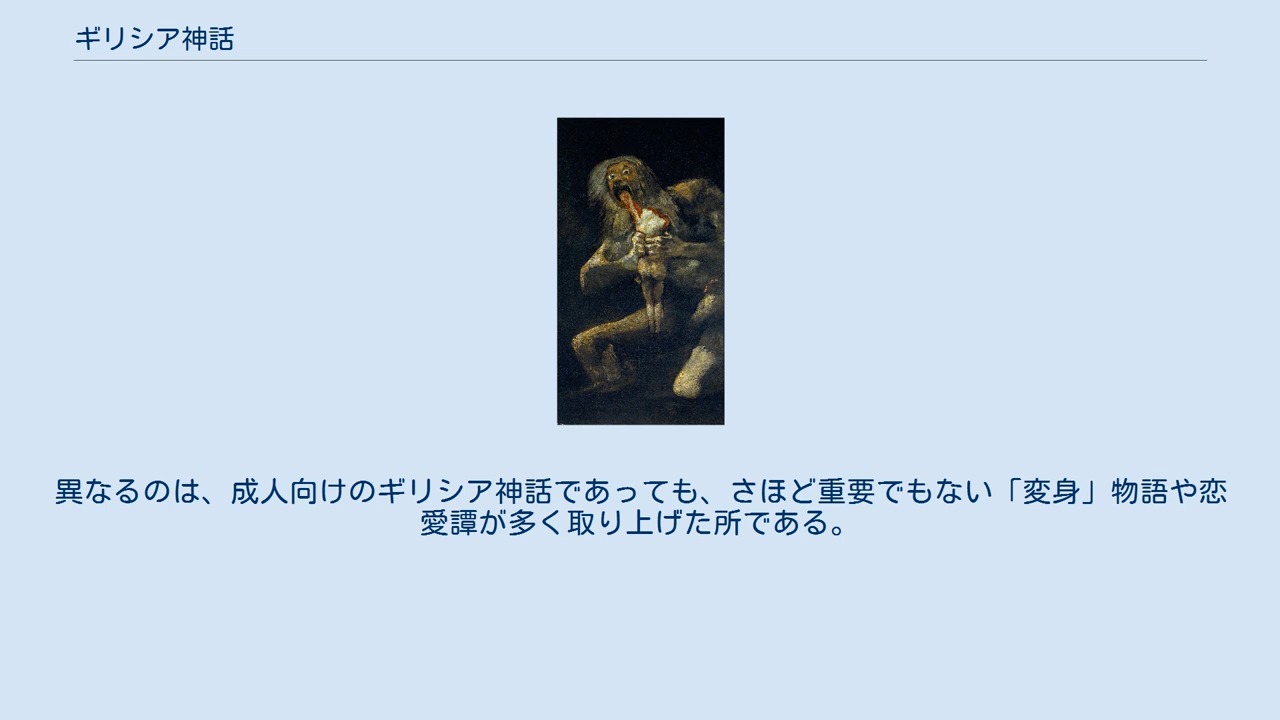 ギリシア神話
異なるのは、成人向けのギリシア神話であっても、さほど重要でもない「変身」物語や恋
愛譚が多く取り上げた所である。